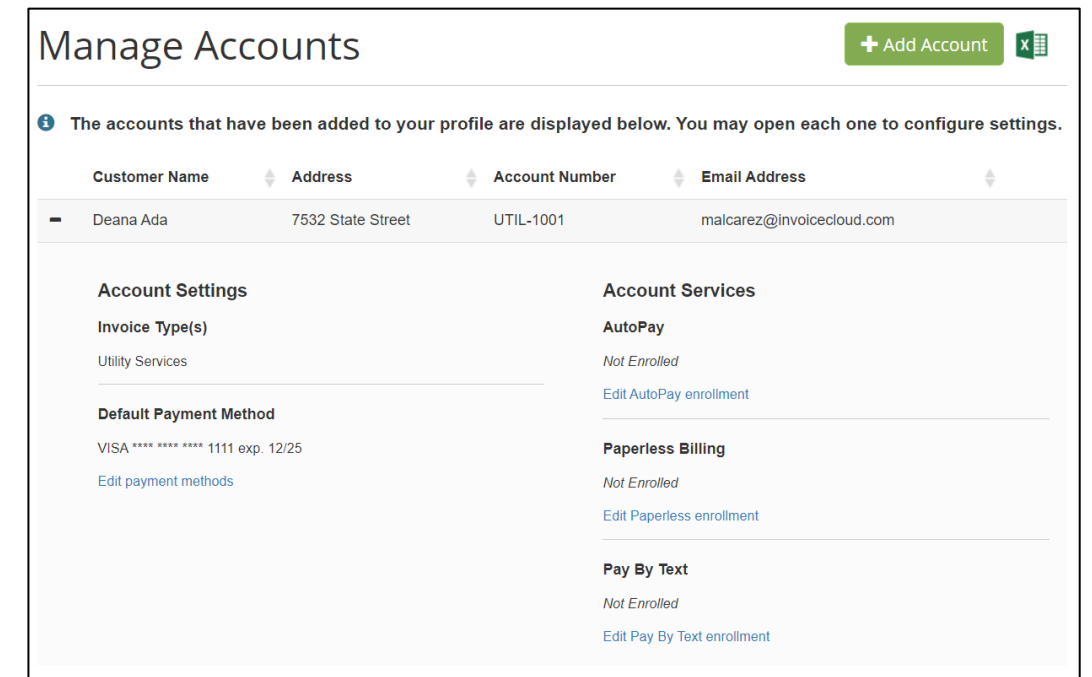 Manage Accounts
Add Account
The accounts that have been added to your profile are displayed below. You may open each one to configure settings.
Customer Name Address Account Number Email Address
Deana Ada 7532 State Street UTIL-1001 malcarez@invoicecloud.com
Account Settings
Invoice Type(s)
Utility Services
Default Payment Method
VISA **** **** **** 1111 exp. 12/25
Edit payment methods
Account Services
AutoPay
Not Enrolled
Edit AutoPay enrollment
Paperless Billing
Not Enrolled
Edit Paperless enrollment
Pay By Text
Not Enrolled
Edit Pay By Text enrollment